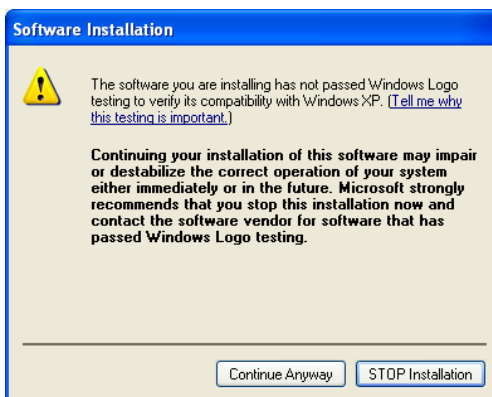 Software Installation
The software you are installing has not passed Windows Logo
testing to verify its compatibility with Windows XP. (Tell me why
this testing is important.)
Continuing your installation of this software may impair
or destabilize the correct operation of your system
either immediately or in the future. Microsoft strongly
recommends that you stop this installation now and
contact the software vendor for software that has
passed Windows Logo testing.
Continue Anyway
STOP Installation